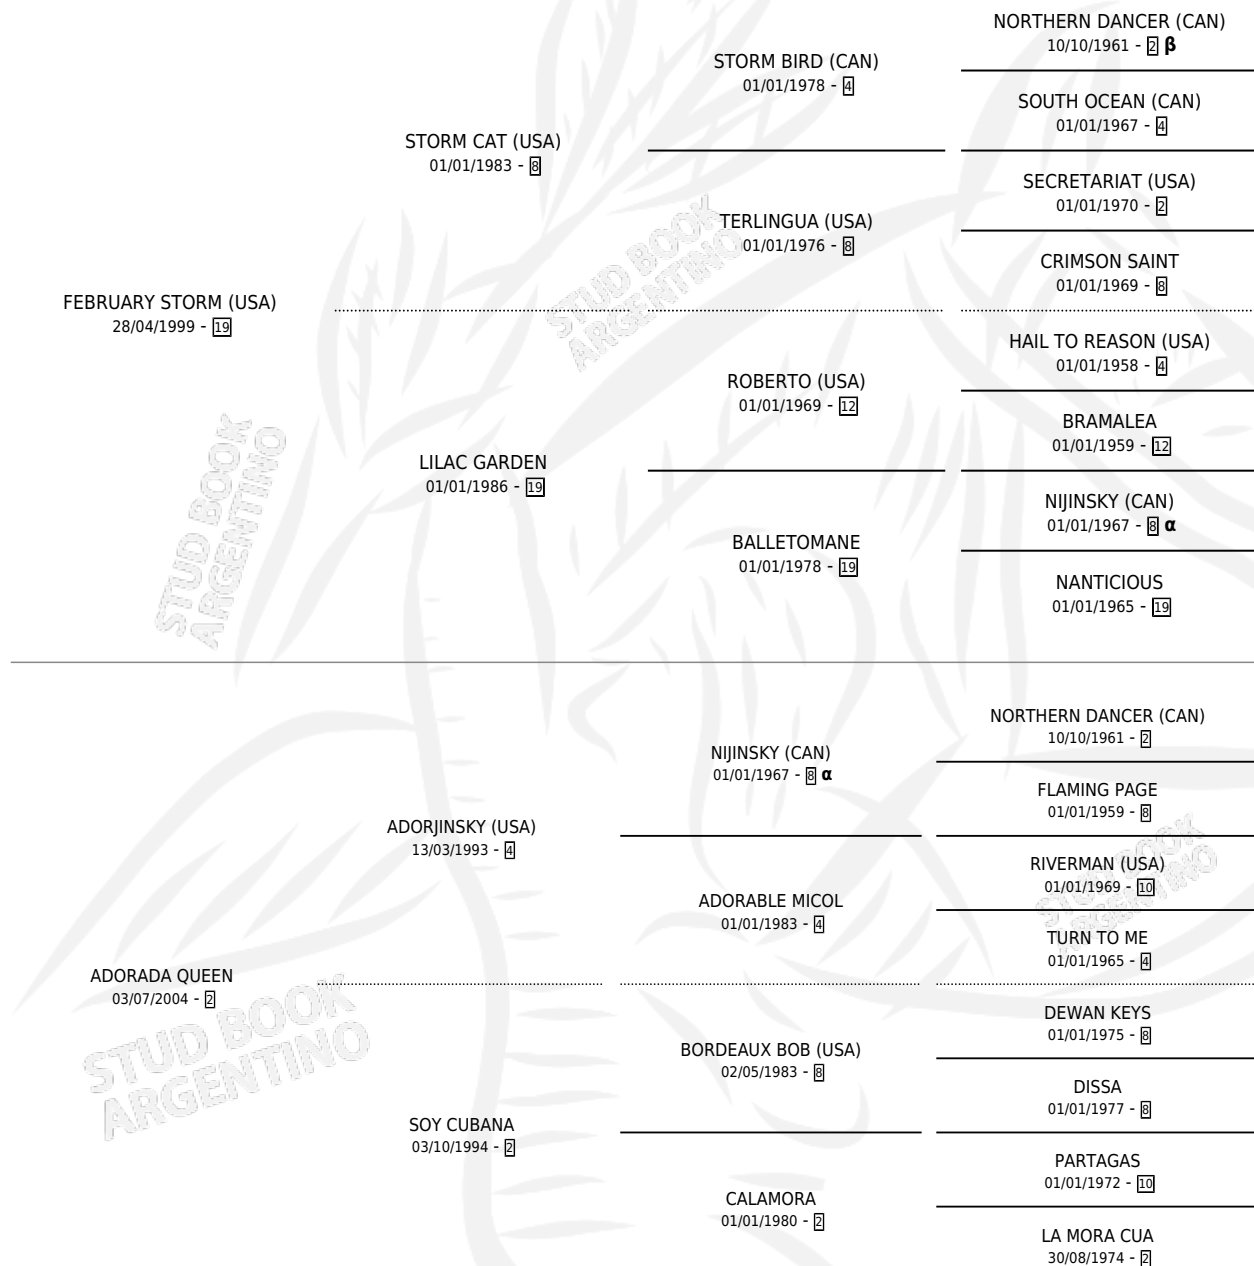 NORTHERN DANCER (CAN)
10/10/1961 - 2 β
STORM BIRD (CAN)
01/01/1978 - 4
SOUTH OCEAN (CAN)
01/01/1967 - 4
STORM CAT (USA)
01/01/1983 - 8
SECRETARIAT (USA)
01/01/1970 - 2
TERLINGUA (USA)
01/01/1976 - 8
CRIMSON SAINT
01/01/1969 - 8
STUD BOOK
ARGENTINO
FEBRUARY STORM (USA)
28/04/1999 - 19
HAIL TO REASON (USA)
01/01/1958 - 4
ROBERTO (USA)
01/01/1969 - 12
BRAMALEA
01/01/1959 - 12
LILAC GARDEN
01/01/1986 - 19
NIJINSKY (CAN)
01/01/1967 - 8 α
BALLETOMANE
01/01/1978 - 19
NANTICIOUS
01/01/1965 - 19
STUD BOOK
ARGENTINO
NORTHERN DANCER (CAN)
10/10/1961 - 2
NIJINSKY (CAN)
01/01/1967 - 8 α
FLAMING PAGE
01/01/1959 - 8
ADORJINSKY (USA)
13/03/1993 - 4
RIVERMAN (USA)
01/01/1969 - 10
STUD BOOK
ARGENTINO
ADORABLE MICOL
01/01/1983 - 4
TURN TO ME
01/01/1965 - 4
ADORADA QUEEN
03/07/2004 - 2
DEWAN KEYS
01/01/1975 - 8
BORDEAUX BOB (USA)
02/05/1983 - 8
DISSA
01/01/1977 - 8
STUD BOOK
ARGENTINO
SOY CUBANA
03/10/1994 - 2
PARTAGAS
01/01/1972 - 10
CALAMORA
01/01/1980 - 2
LA MORA CUA
30/08/1974 - 2